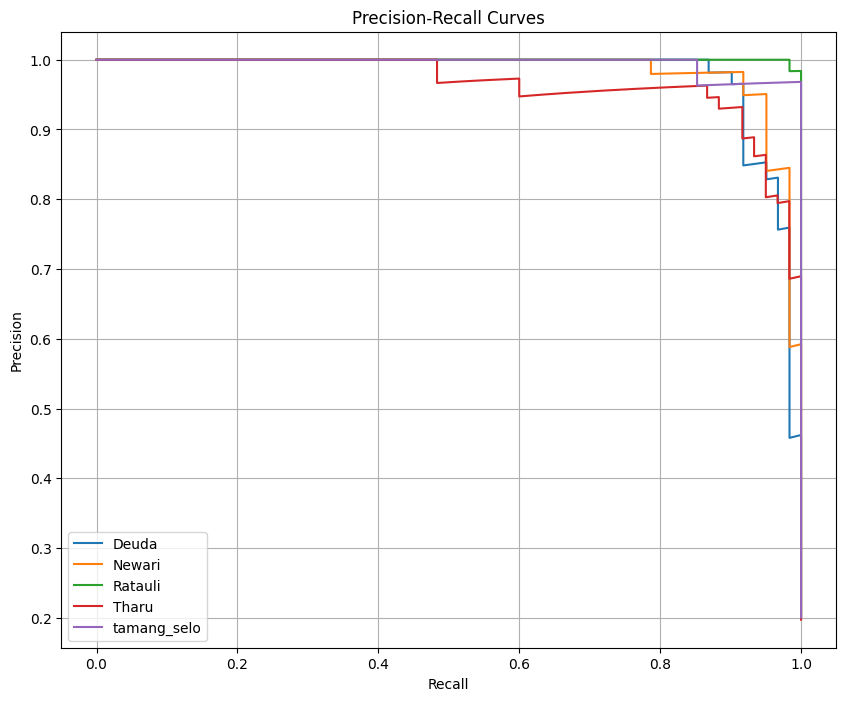 Precision-Recall Curves
1.0
0.9
0.8
0.7
0.6
0.5
0.4
0.3
0.2
Precision
Deuda
Newari
Ratauli
Tharu
tamang_selo
0.0 0.2 0.4 0.6 0.8 1.0
Recall